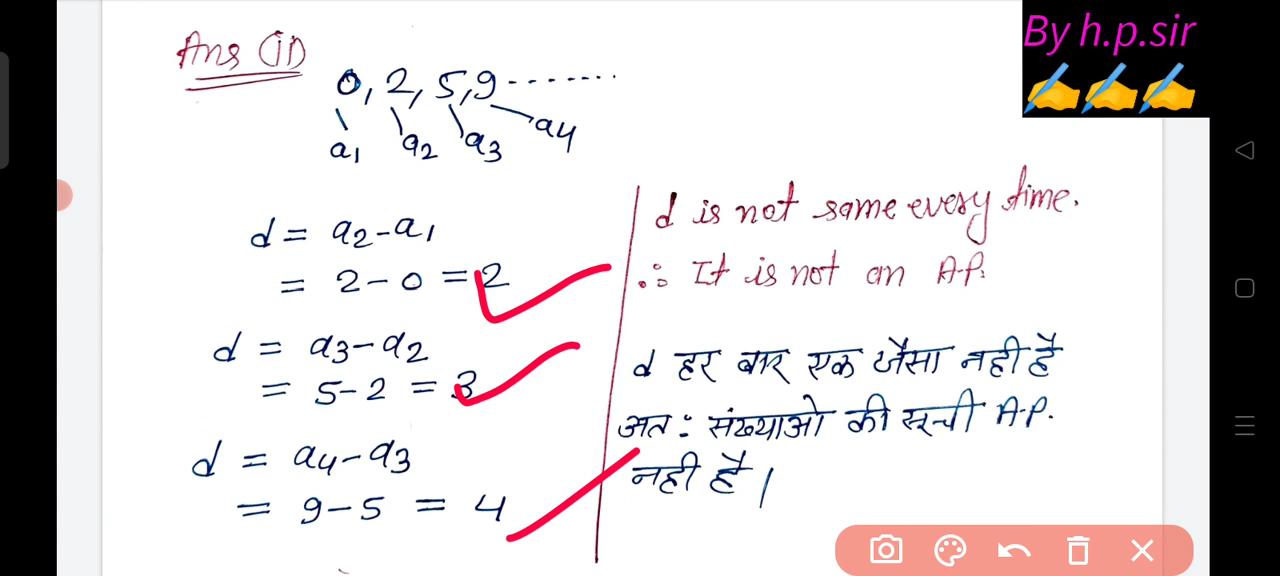 By h.p.sir
Ans (ii)
0, 2, 5, 9 -------
a1 a2 a3 a4
d = a2-a1
= 2-0 = 2
d = a3-a2
= 5-2 = 3
d = a4-a3
= 9-5 = 4
d is not same every time.
∴ It is not an A.P.
d हर बार एक जैसा नही है
अत: संख्याओ की सूची A.P.
नही है।